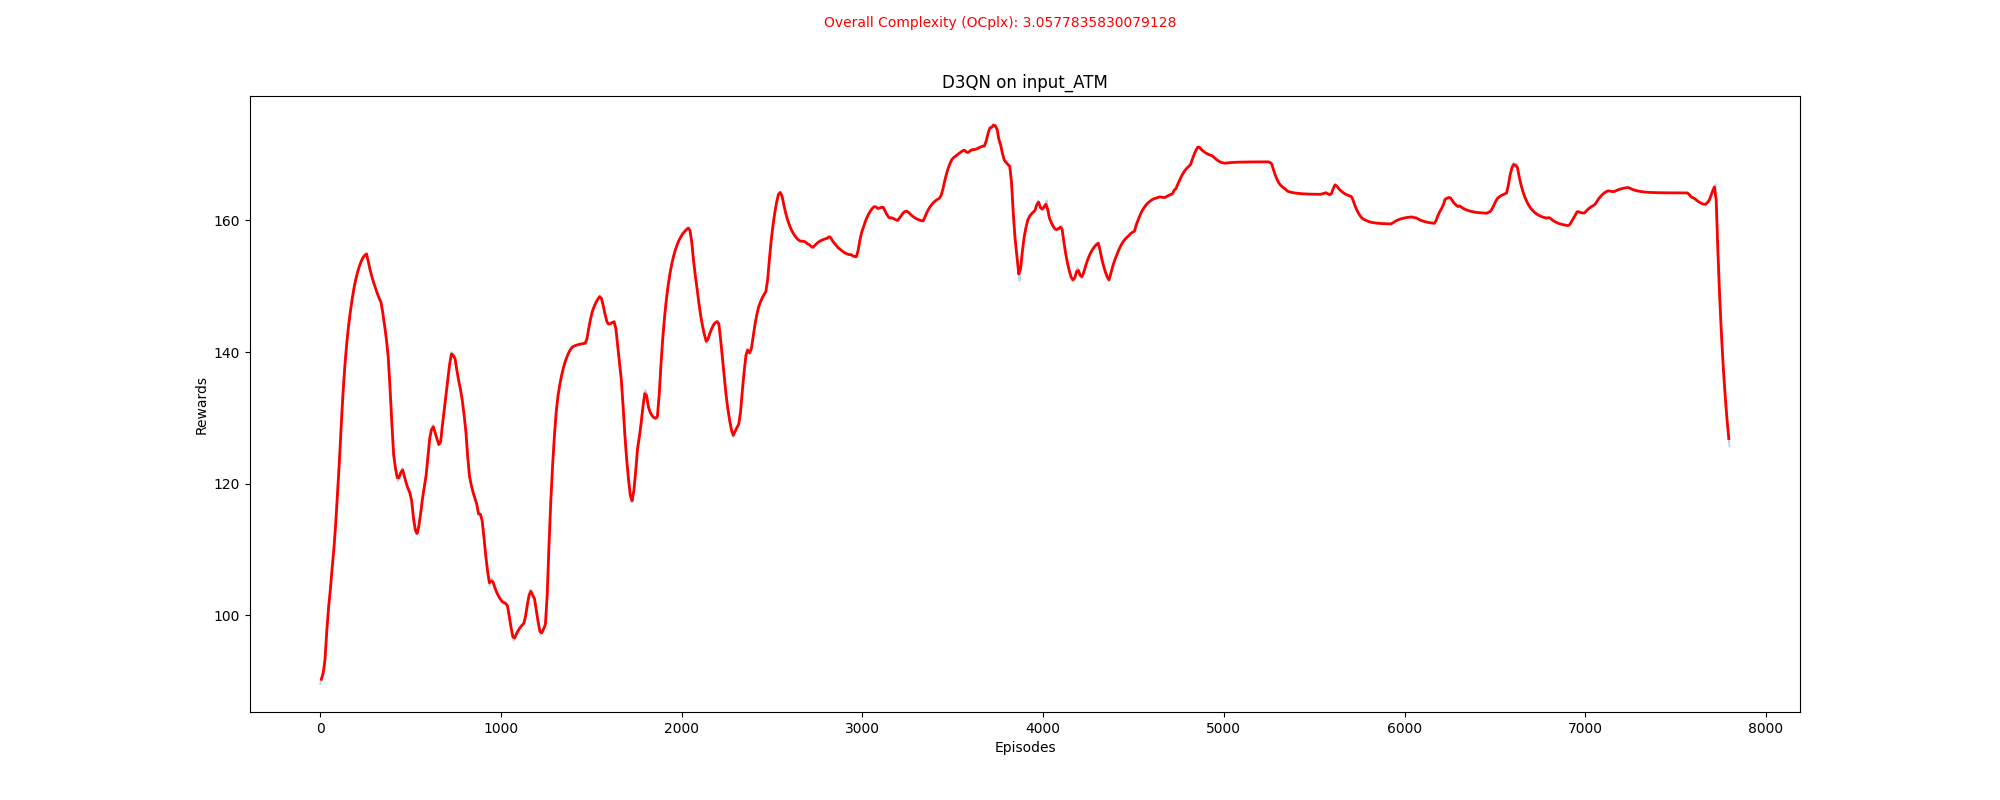 Overall Complexity (OCplx): 3.0577835830079128
D3QN on input_ATM
160
140
120
100
Rewards
0 1000 2000 3000 4000 5000 6000 7000 8000
Episodes